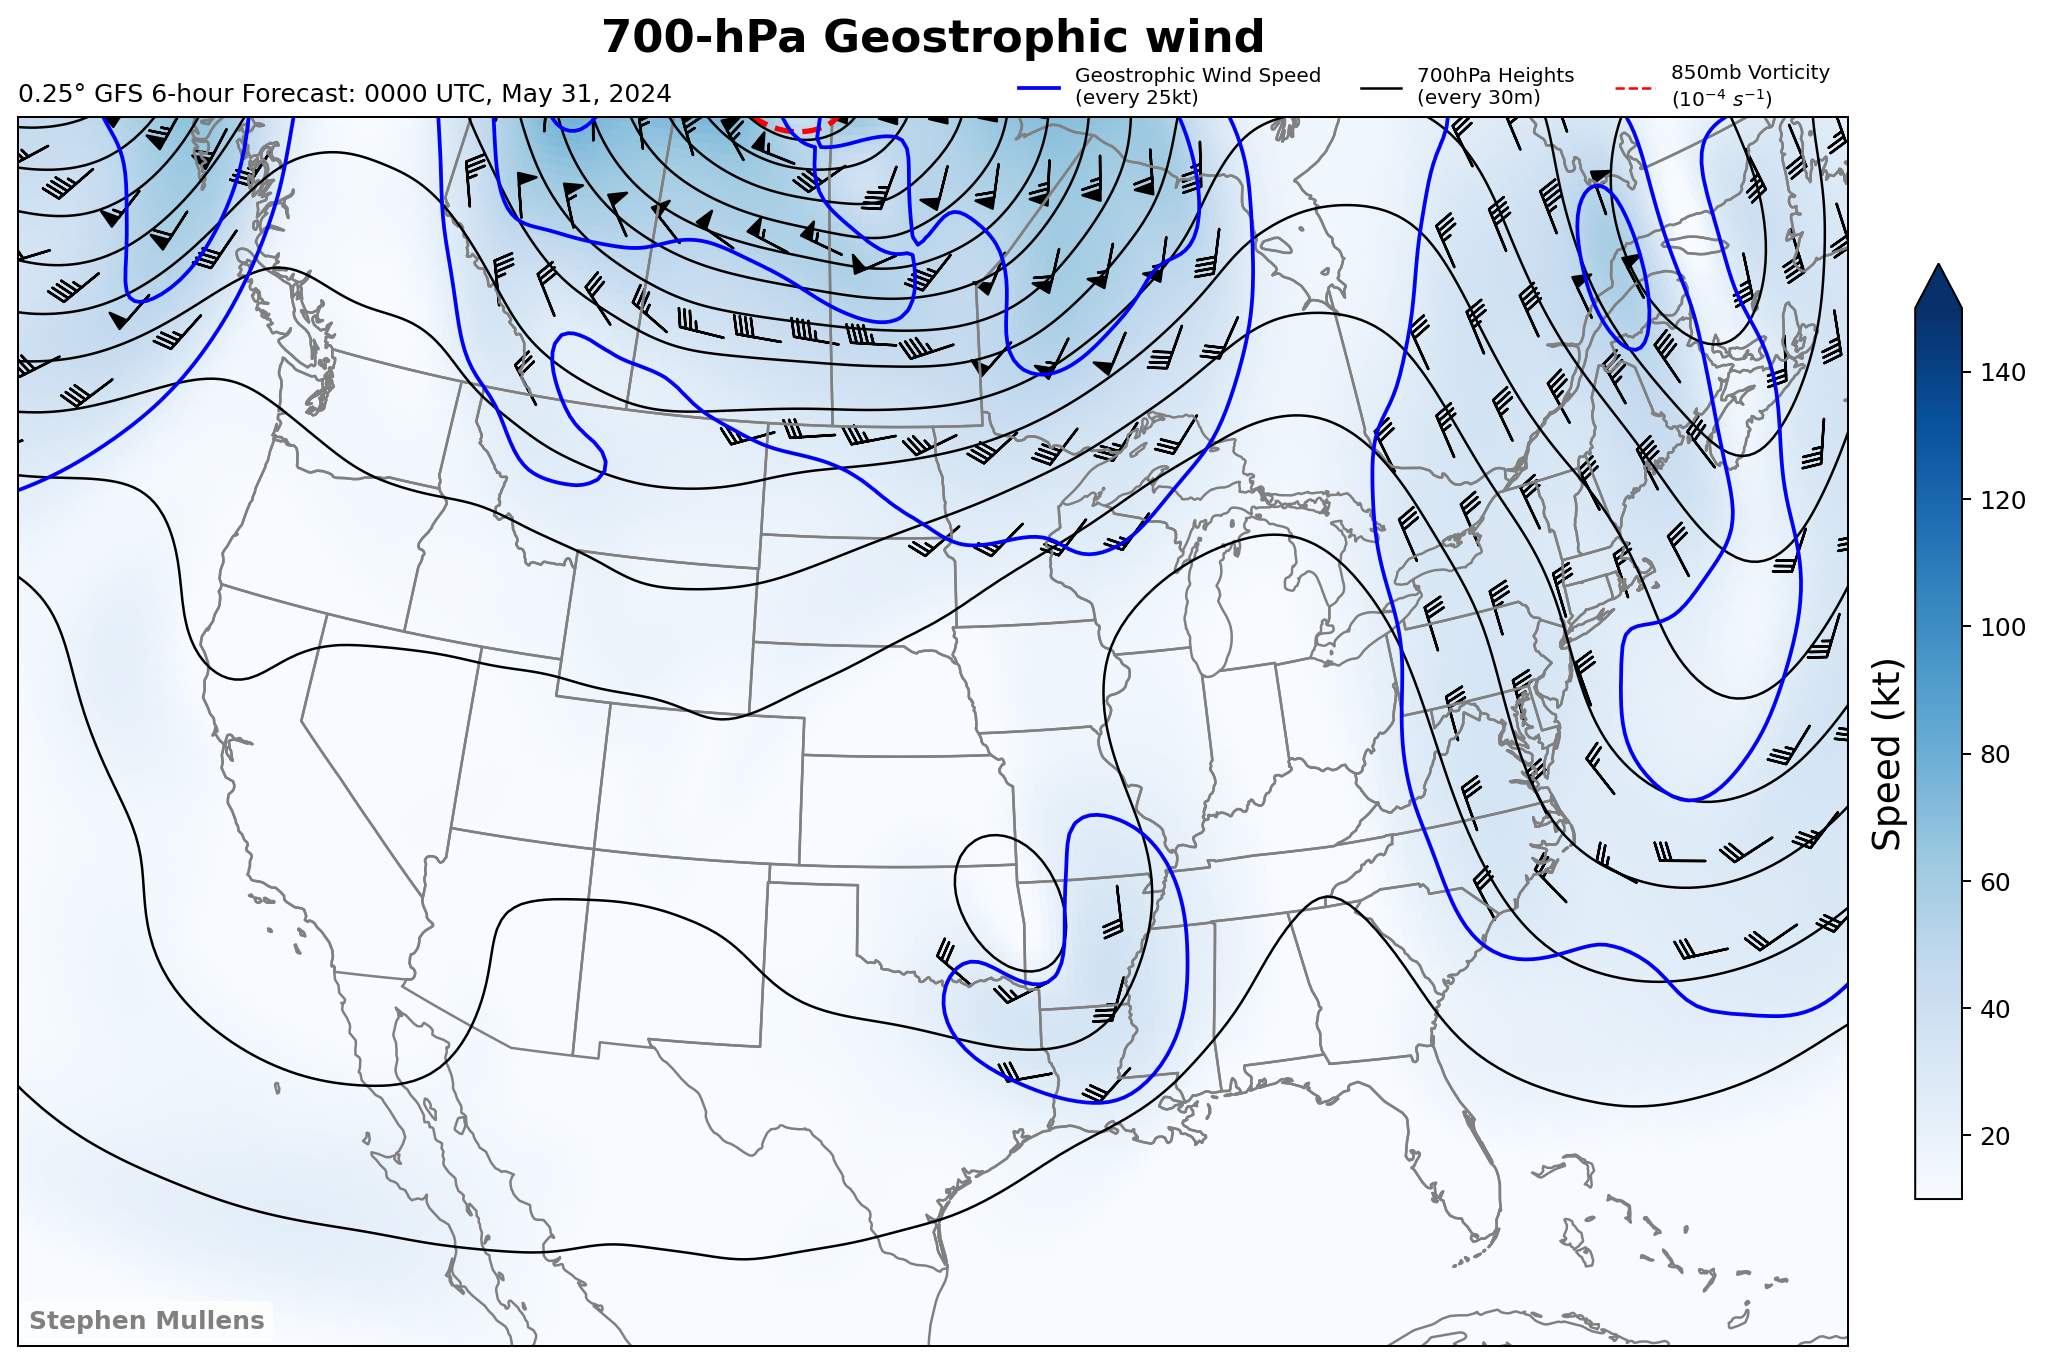 700-hPa Geostrophic wind
0.25° GFS 6-hour Forecast: 0000 UTC, May 31, 2024
Geostrophic Wind Speed
(every 25kt)
700hPa Heights
(every 30m)
850mb Vorticity
(10⁻⁴ s⁻¹)
140
120
100
80
60
40
20
Speed (kt)
Stephen Mullens